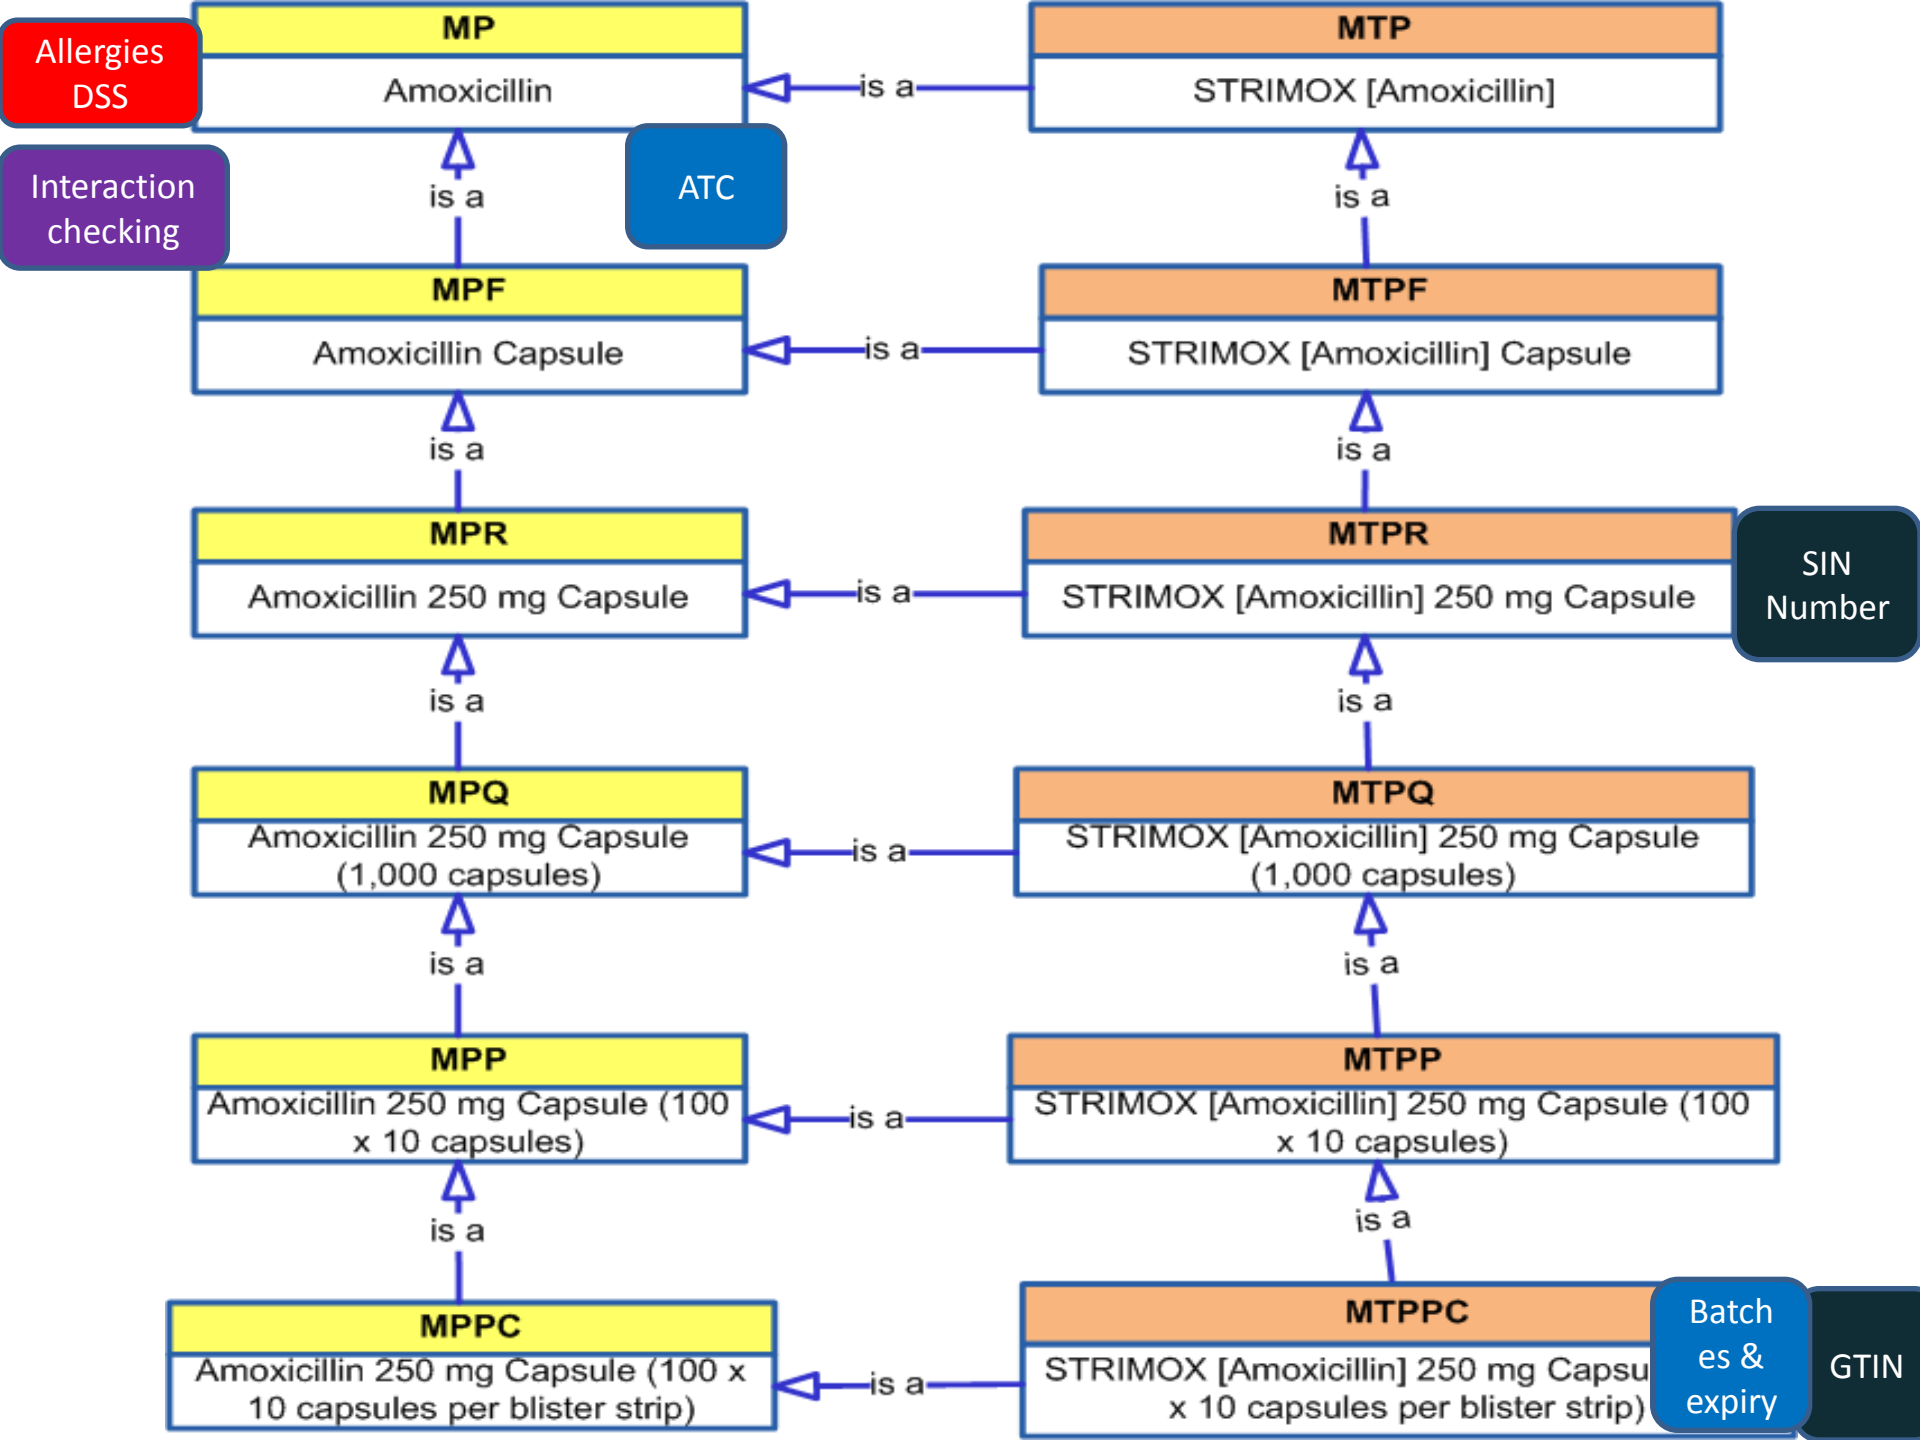 Allergies
DSS
MP
Amoxicillin
is a
MTP
STRIMOX [Amoxicillin]
Interaction
checking
is a
ATC
is a
MPF
Amoxicillin Capsule
is a
MTPF
STRIMOX [Amoxicillin] Capsule
is a
is a
MPR
Amoxicillin 250 mg Capsule
is a
MTPR
STRIMOX [Amoxicillin] 250 mg Capsule
SIN
Number
is a
is a
MPQ
Amoxicillin 250 mg Capsule
(1,000 capsules)
is a
MTPQ
STRIMOX [Amoxicillin] 250 mg Capsule
(1,000 capsules)
is a
is a
MPP
Amoxicillin 250 mg Capsule (100
x 10 capsules)
is a
MTPP
STRIMOX [Amoxicillin] 250 mg Capsule (100
x 10 capsules)
is a
is a
MPPC
Amoxicillin 250 mg Capsule (100 x
10 capsules per blister strip)
is a
MTPPC
STRIMOX [Amoxicillin] 250 mg
x 10 capsules per blister strip)
Batch
es &
expiry
GTIN